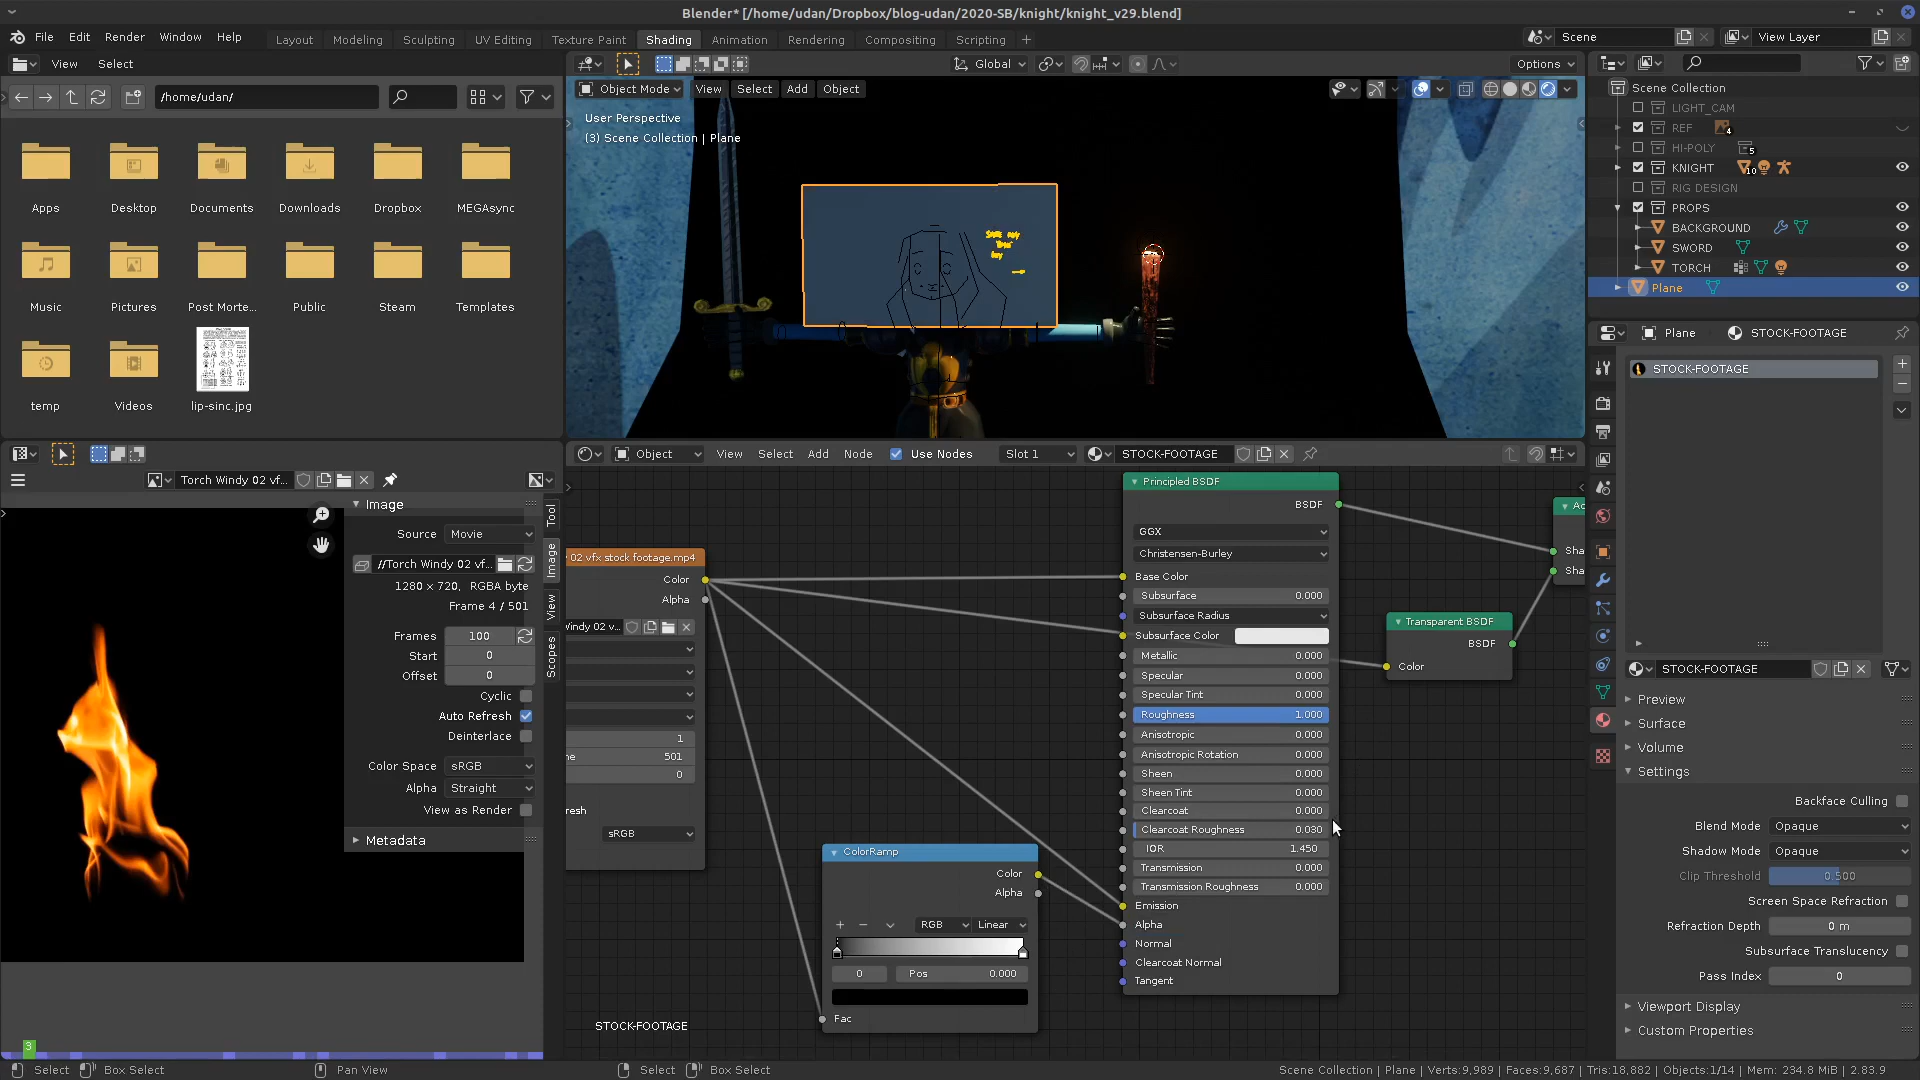 Blender* [/home/udan/Dropbox/blog-udan/2020-SB/knight/knight_v29.blend]
File Edit Render Window Help
Layout Modeling Sculpting UV Editing Texture Paint Shading Animation Rendering Compositing Scripting +
Scene
View Layer
View Select
/home/udan/
Apps Desktop Documents Downloads Dropbox MEGAsync
Music Pictures Post Morte... Public Steam Templates
temp Videos lip-sinc.jpg
Global
Options
Object Mode View Select Add Object
User Perspective
(3) Scene Collection | Plane
Scene Collection
LIGHT_CAM
REF 4
HI-POLY 5
KNIGHT 10
RIG DESIGN
PROPS
BACKGROUND
SWORD
TORCH
Plane
Plane STOCK-FOOTAGE
STOCK-FOOTAGE
Torch Windy 02 vf...
Image
Source Movie
//Torch Windy 02 vf...
1280 × 720, RGBA byte
Frame 4 / 501
Frames 100
Start 0
Offset 0
Cyclic
Auto Refresh
Deinterlace
Color Space sRGB
Alpha Straight
View as Render
Metadata
Tool
Image
View
Scopes
3
Object View Select Add Node Use Nodes Slot 1 STOCK-FOOTAGE
02 vfx stock footage.mp4
Color
Alpha
Windy 02 v...
1
501
0
sRGB
ColorRamp
Color
Alpha
+ − RGB Linear
0 Pos 0.000
Fac
STOCK-FOOTAGE
Principled BSDF
BSDF
GGX
Christensen-Burley
Base Color
Subsurface 0.000
Subsurface Radius
Subsurface Color
Metallic 0.000
Specular 0.000
Specular Tint 0.000
Roughness 1.000
Anisotropic 0.000
Anisotropic Rotation 0.000
Sheen 0.000
Sheen Tint 0.000
Clearcoat 0.000
Clearcoat Roughness 0.030
IOR 1.450
Transmission 0.000
Transmission Roughness 0.000
Emission
Alpha
Normal
Clearcoat Normal
Tangent
Transparent BSDF
BSDF
Color
Sha
Sha
STOCK-FOOTAGE
Preview
Surface
Volume
Settings
Backface Culling
Blend Mode Opaque
Shadow Mode Opaque
Clip Threshold 0.500
Screen Space Refraction
Refraction Depth 0 m
Subsurface Translucency
Pass Index 0
Viewport Display
Custom Properties
Select Box Select Pan View Select Box Select
Scene Collection | Plane | Verts:9,989 | Faces:9,687 | Tris:18,882 | Objects:1/14 | Mem: 234.8 MiB | 2.83.9